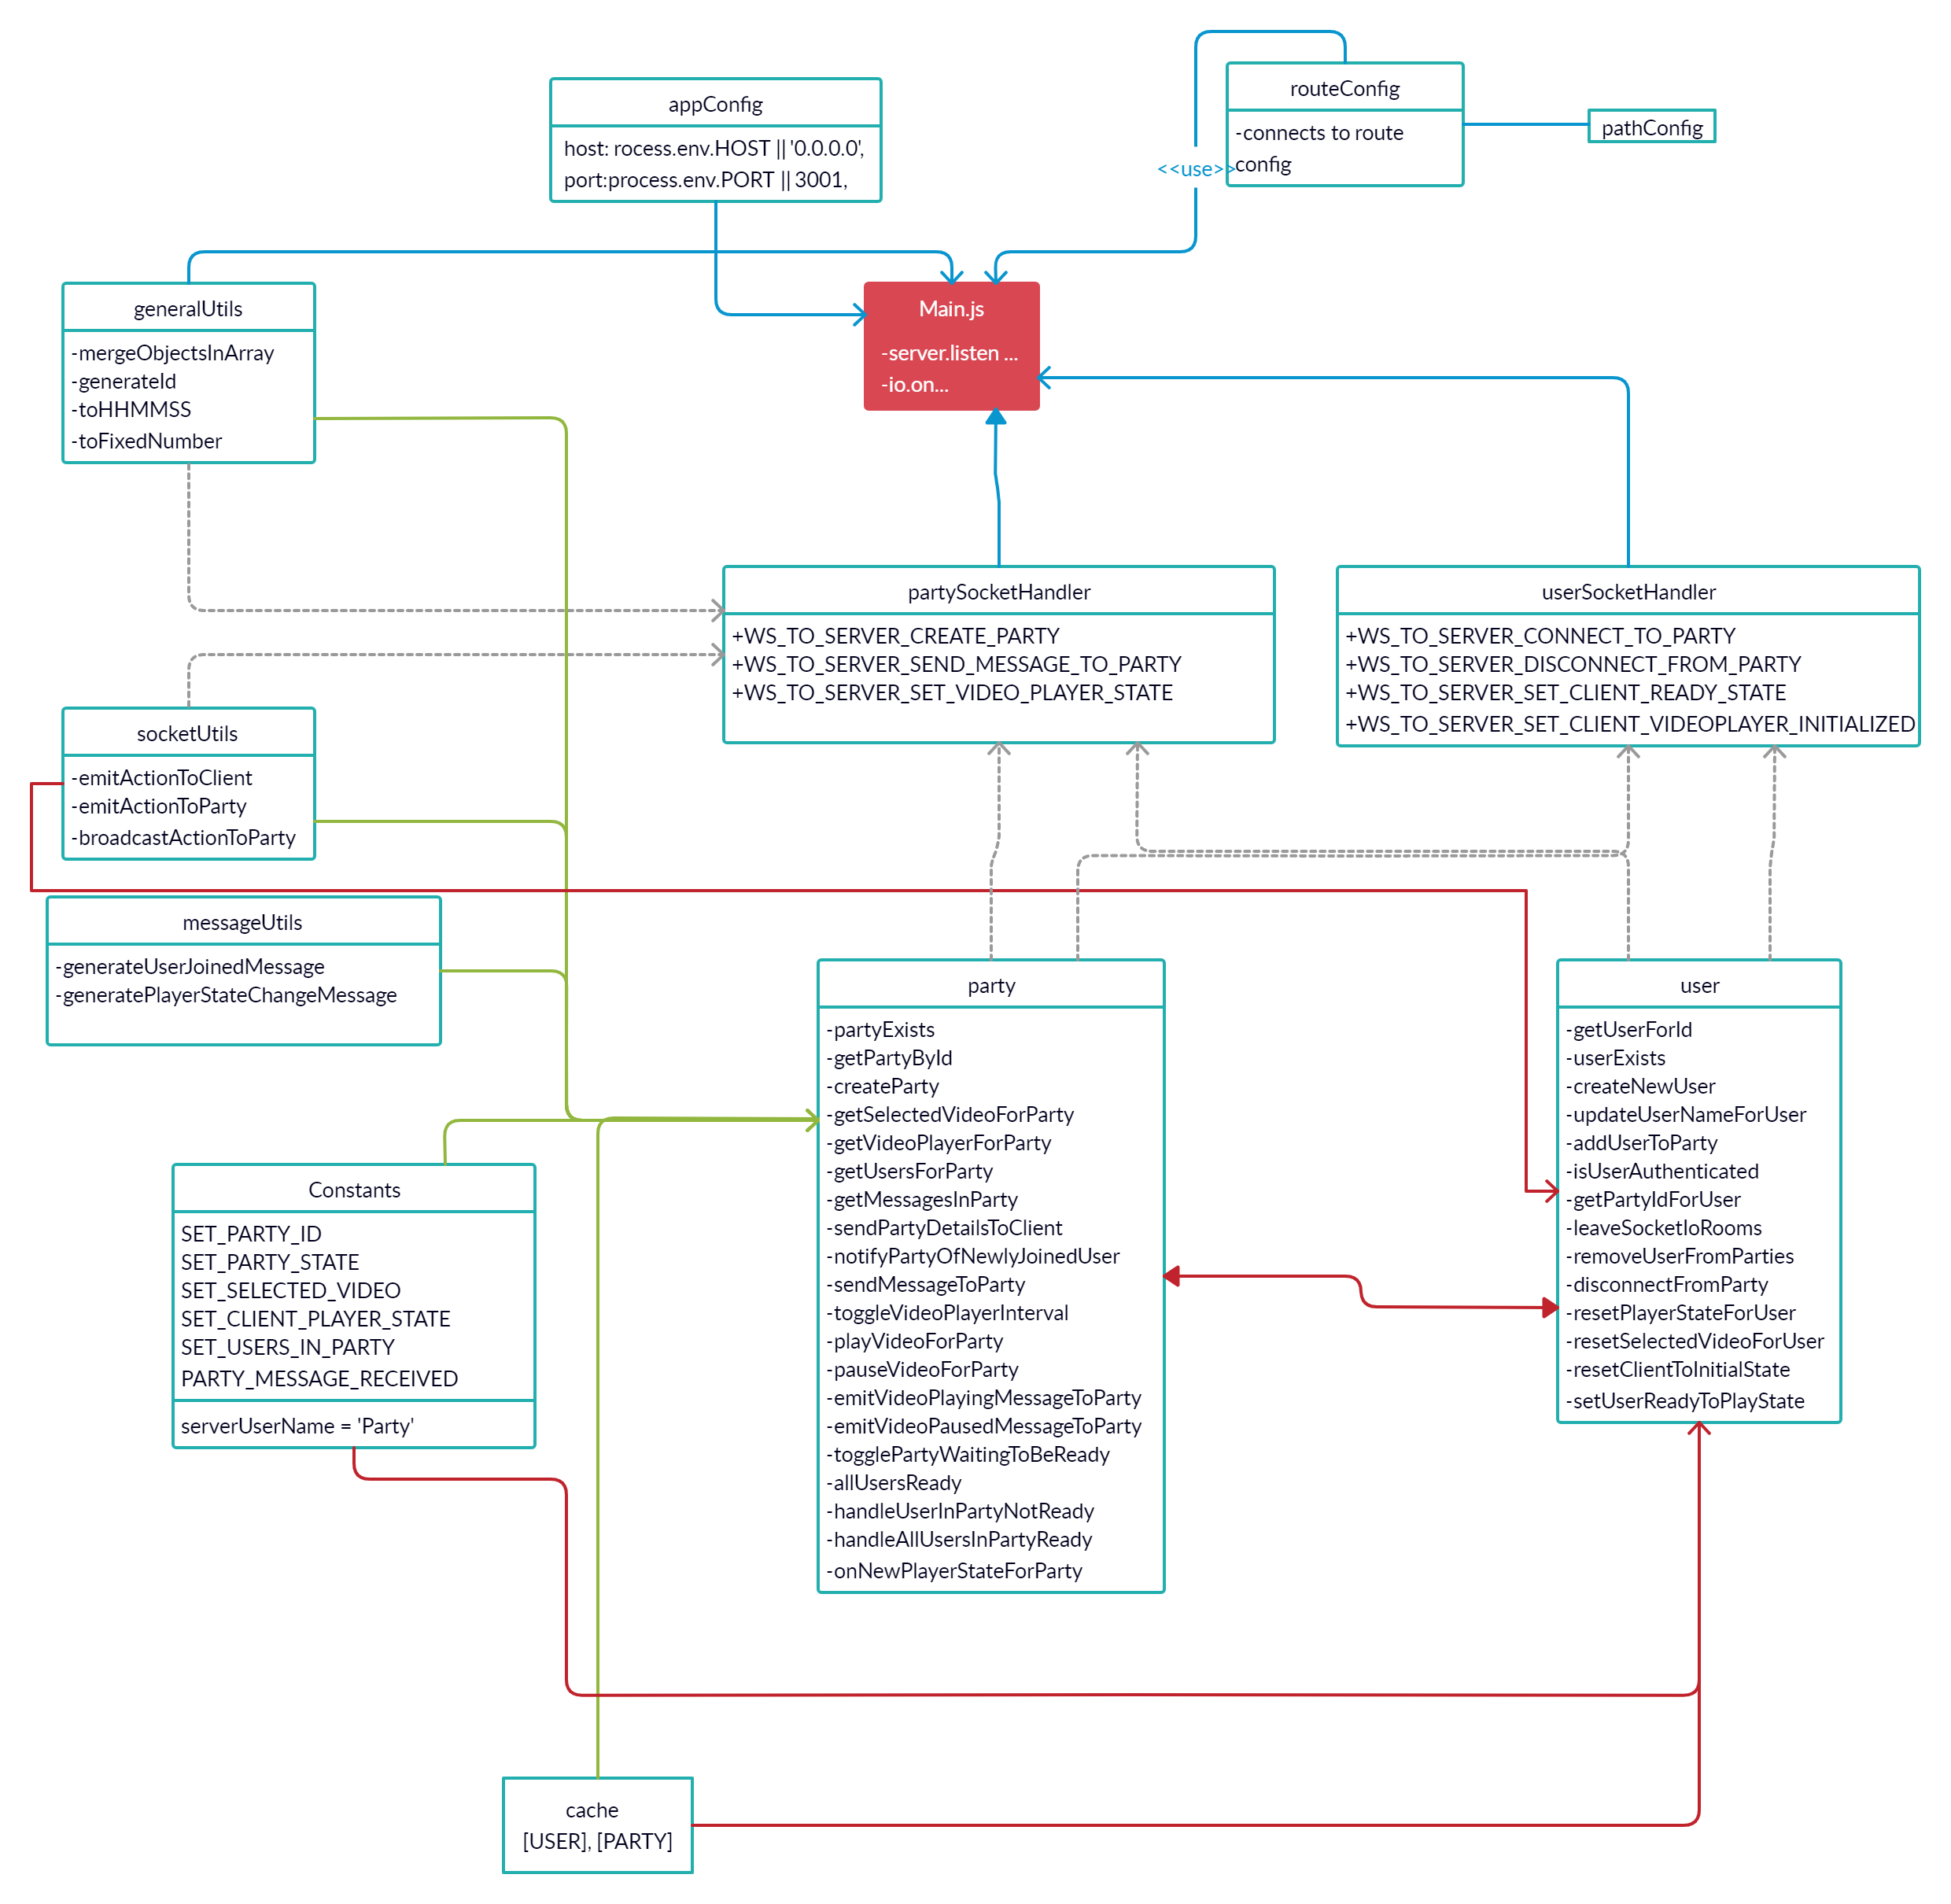 routeConfig
-connects to route
config
pathConfig
<<use>>
appConfig
host: rocess.env.HOST || '0.0.0.0',
port:process.env.PORT || 3001,
generalUtils
-mergeObjectsInArray
-generateId
-toHHMMSS
-toFixedNumber
Main.js
-server.listen ...
-io.on...
partySocketHandler
+WS_TO_SERVER_CREATE_PARTY
+WS_TO_SERVER_SEND_MESSAGE_TO_PARTY
+WS_TO_SERVER_SET_VIDEO_PLAYER_STATE
userSocketHandler
+WS_TO_SERVER_CONNECT_TO_PARTY
+WS_TO_SERVER_DISCONNECT_FROM_PARTY
+WS_TO_SERVER_SET_CLIENT_READY_STATE
+WS_TO_SERVER_SET_CLIENT_VIDEOPLAYER_INITIALIZED
socketUtils
-emitActionToClient
-emitActionToParty
-broadcastActionToParty
messageUtils
-generateUserJoinedMessage
-generatePlayerStateChangeMessage
party
-partyExists
-getPartyById
-createParty
-getSelectedVideoForParty
-getVideoPlayerForParty
-getUsersForParty
-getMessagesInParty
-sendPartyDetailsToClient
-notifyPartyOfNewlyJoinedUser
-sendMessageToParty
-toggleVideoPlayerInterval
-playVideoForParty
-pauseVideoForParty
-emitVideoPlayingMessageToParty
-emitVideoPausedMessageToParty
-togglePartyWaitingToBeReady
-allUsersReady
-handleUserInPartyNotReady
-handleAllUsersInPartyReady
-onNewPlayerStateForParty
user
-getUserForId
-userExists
-createNewUser
-updateUserNameForUser
-addUserToParty
-isUserAuthenticated
-getPartyIdForUser
-leaveSocketIoRooms
-removeUserFromParties
-disconnectFromParty
-resetPlayerStateForUser
-resetSelectedVideoForUser
-resetClientToInitialState
-setUserReadyToPlayState
Constants
SET_PARTY_ID
SET_PARTY_STATE
SET_SELECTED_VIDEO
SET_CLIENT_PLAYER_STATE
SET_USERS_IN_PARTY
PARTY_MESSAGE_RECEIVED
serverUserName = 'Party'
cache
[USER], [PARTY]